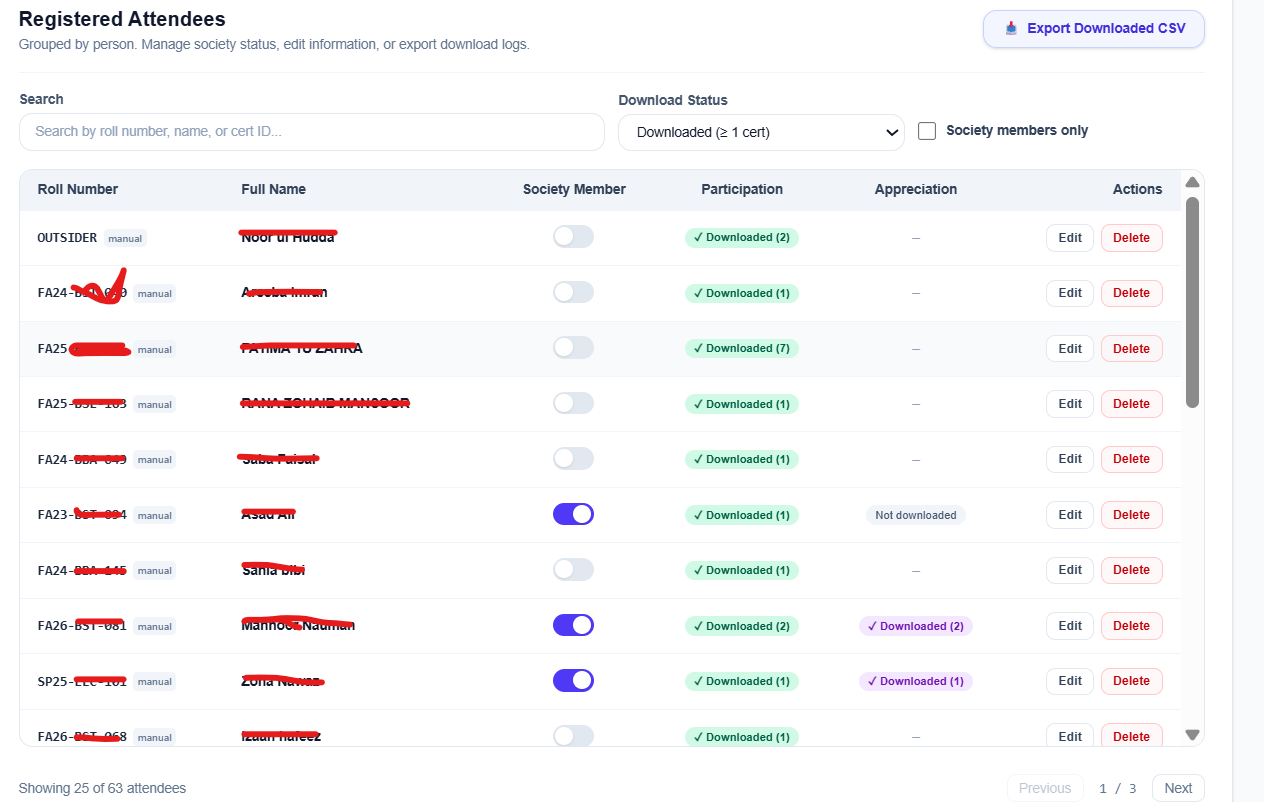 Registered Attendees
Grouped by person. Manage society status, edit information, or export download logs.
Export Downloaded CSV
Search
Search by roll number, name, or cert ID...
Download Status
Downloaded (≥ 1 cert)
Society members only
Roll Number Full Name Society Member Participation Appreciation Actions
OUTSIDER manual ✓ Downloaded (2) – Edit Delete
FA24- manual ✓ Downloaded (1) – Edit Delete
FA25 manual ✓ Downloaded (7) – Edit Delete
FA25- manual ✓ Downloaded (1) – Edit Delete
FA24- manual ✓ Downloaded (1) – Edit Delete
FA23- manual ✓ Downloaded (1) Not downloaded Edit Delete
FA24- manual ✓ Downloaded (1) – Edit Delete
FA26- manual ✓ Downloaded (2) ✓ Downloaded (2) Edit Delete
SP25- manual ✓ Downloaded (1) ✓ Downloaded (1) Edit Delete
FA26- manual ✓ Downloaded (1) – Edit Delete
Showing 25 of 63 attendees
Previous 1 / 3 Next